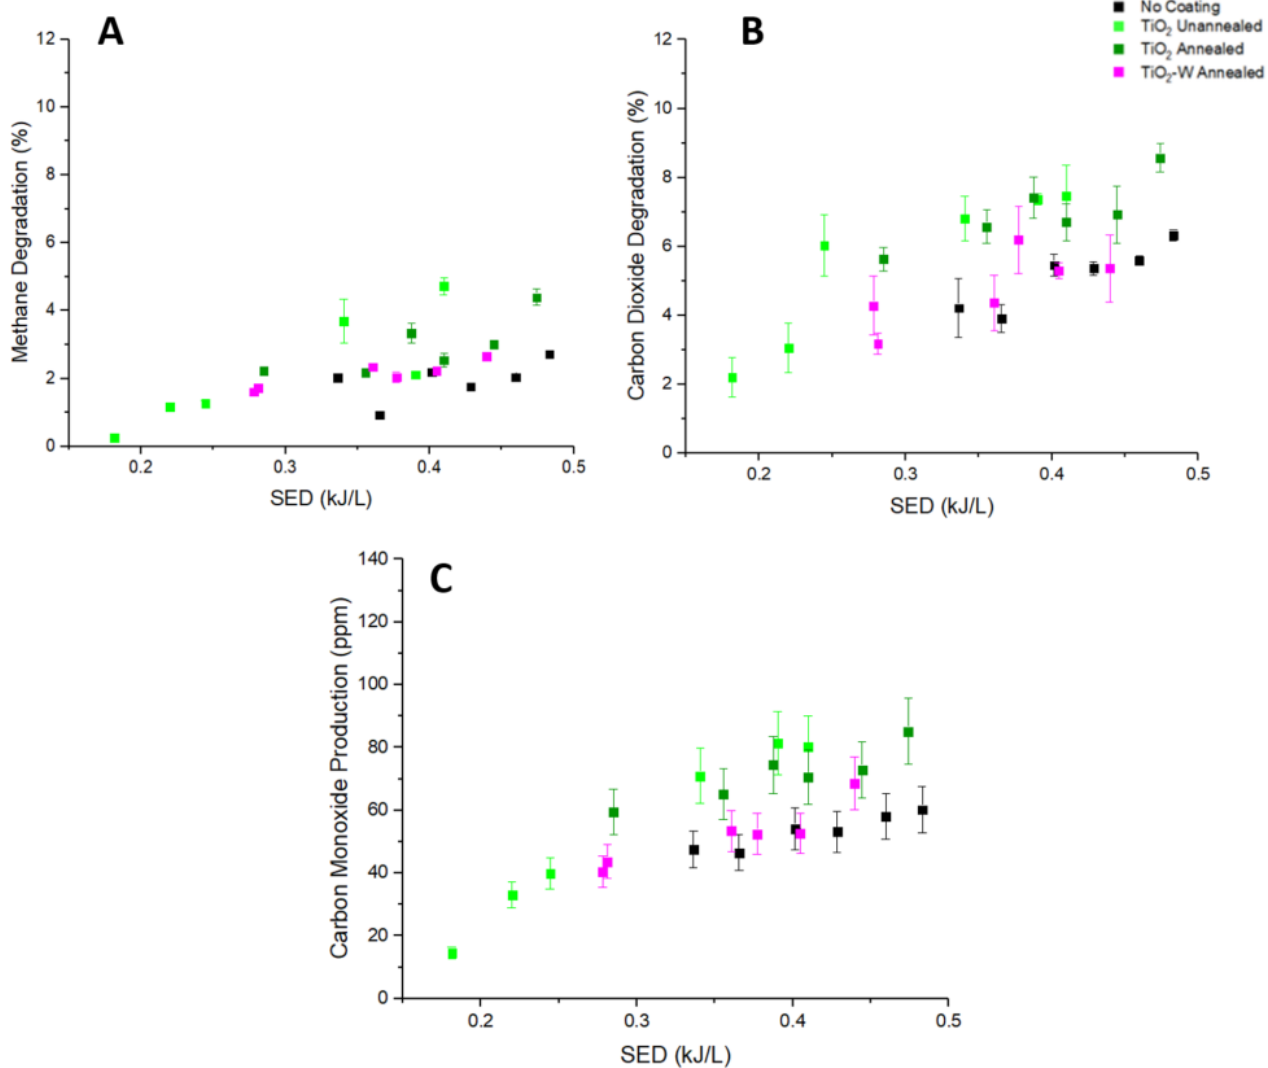 No Coating
TiO2 Unannealed
TiO2 Annealed
TiO2-W Annealed
A
12
10
8
6
4
2
0
Methane Degradation (%)
0.2 0.3 0.4 0.5
SED (kJ/L)
B
12
10
8
6
4
2
0
Carbon Dioxide Degradation (%)
0.2 0.3 0.4 0.5
SED (kJ/L)
C
140
120
100
80
60
40
20
0
Carbon Monoxide Production (ppm)
0.2 0.3 0.4 0.5
SED (kJ/L)